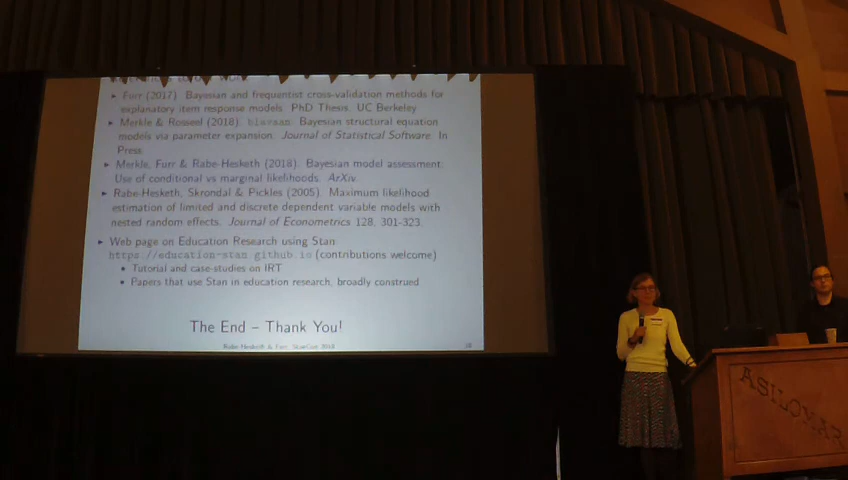 ▸ Furr (2017). Bayesian and frequentist cross-validation methods for
explanatory item response models. PhD Thesis. UC Berkeley
▸ Merkle & Rosseel (2018). blavaan: Bayesian structural equation
models via parameter expansion. Journal of Statistical Software. In
Press.
▸ Merkle, Furr & Rabe-Hesketh (2018). Bayesian model assessment:
Use of conditional vs marginal likelihoods. ArXiv.
▸ Rabe-Hesketh, Skrondal & Pickles (2005). Maximum likelihood
estimation of limited and discrete dependent variable models with
nested random effects. Journal of Econometrics 128, 301-323.
▸ Web page on Education Research using Stan:
https://education-stan.github.io (contributions welcome)
• Tutorial and case-studies on IRT
• Papers that use Stan in education research, broadly construed
The End – Thank You!
Rabe-Hesketh & Furr, StanCon 2018
ASILOMAR